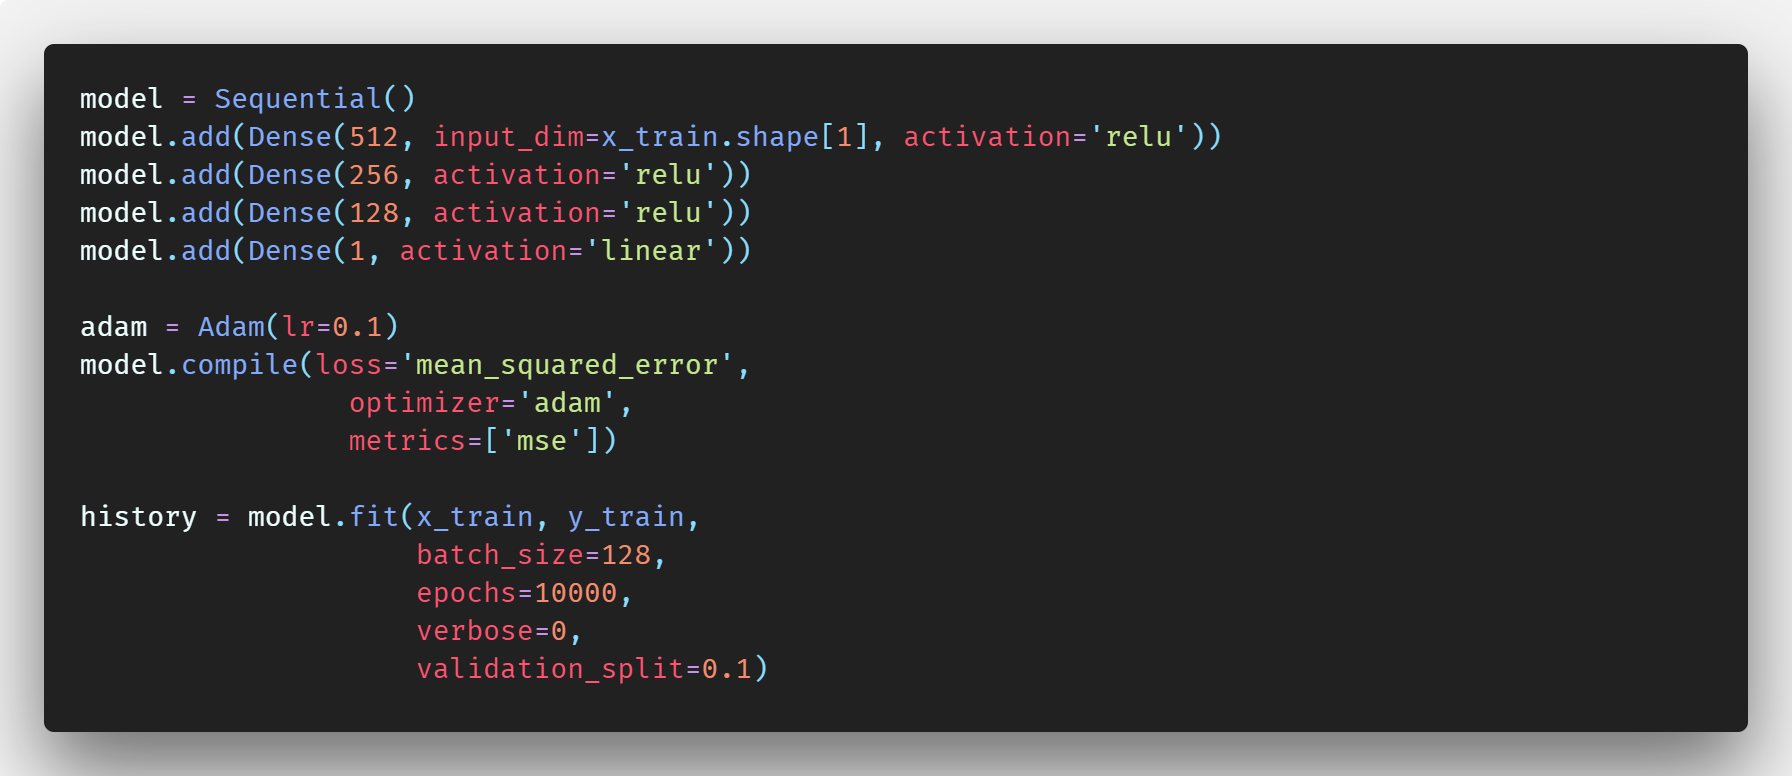 model = Sequential()
model.add(Dense(512, input_dim=x_train.shape[1], activation='relu'))
model.add(Dense(256, activation='relu'))
model.add(Dense(128, activation='relu'))
model.add(Dense(1, activation='linear'))

adam = Adam(lr=0.1)
model.compile(loss='mean_squared_error',
                optimizer='adam',
                metrics=['mse'])

history = model.fit(x_train, y_train,
                    batch_size=128,
                    epochs=10000,
                    verbose=0,
                    validation_split=0.1)